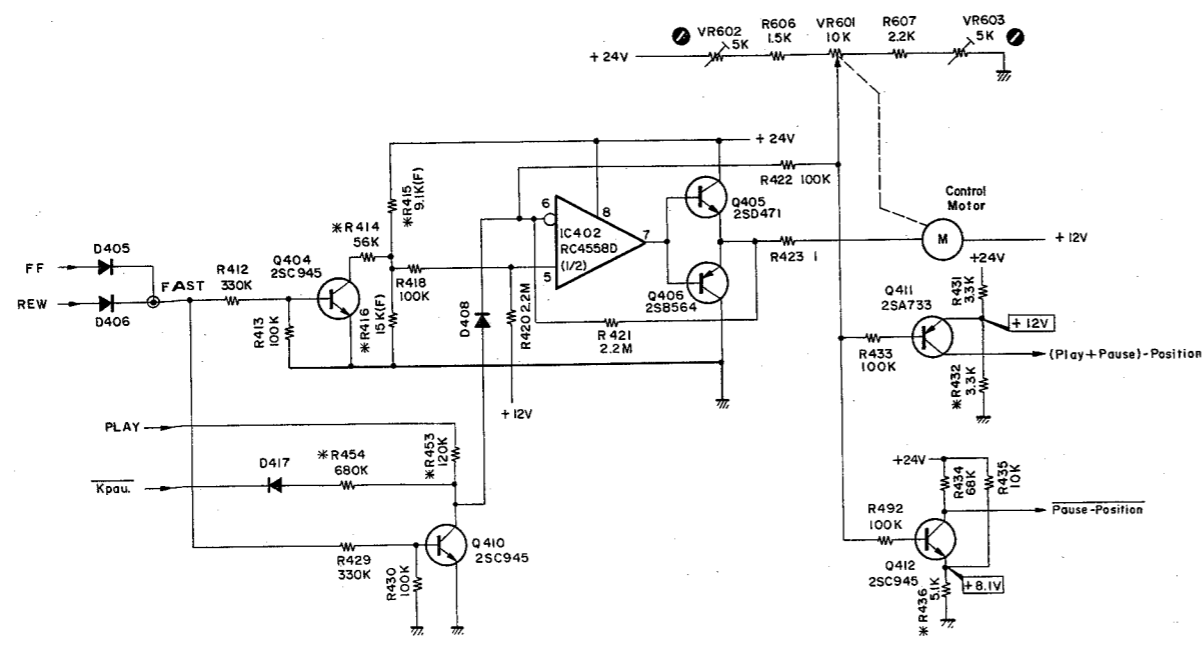 VR602
5K
R606
1.5K
VR601
10K
R607
2.2K
VR603
5K
+24V
+24V
R422 100K
*R415
9.1K(F)
6
8
IC402
RC4558D
(1/2)
7
5
Q405
2SD471
Control
Motor
M
+12V
R423 1
*R414
56K
D405
FF
Q404
2SC945
FAST
R412
330K
REW
D406
R418
100K
R413
100K
*R416
15K(F)
D408
R420 2.2M
Q406
2SB564
R421
2.2M
+24V
Q411
2SA733
R431
3.3K
+12V
(Play+Pause)-Position
R433
100K
*R432
3.3K
+12V
PLAY
*R453
120K
D417
*R454
680K
Kpau.
+24V
R434
68K
R435
10K
R492
100K
Pause-Position
Q410
2SC945
R429
330K
R430
100K
Q412
2SC945
+8.1V
*R436
5.1K